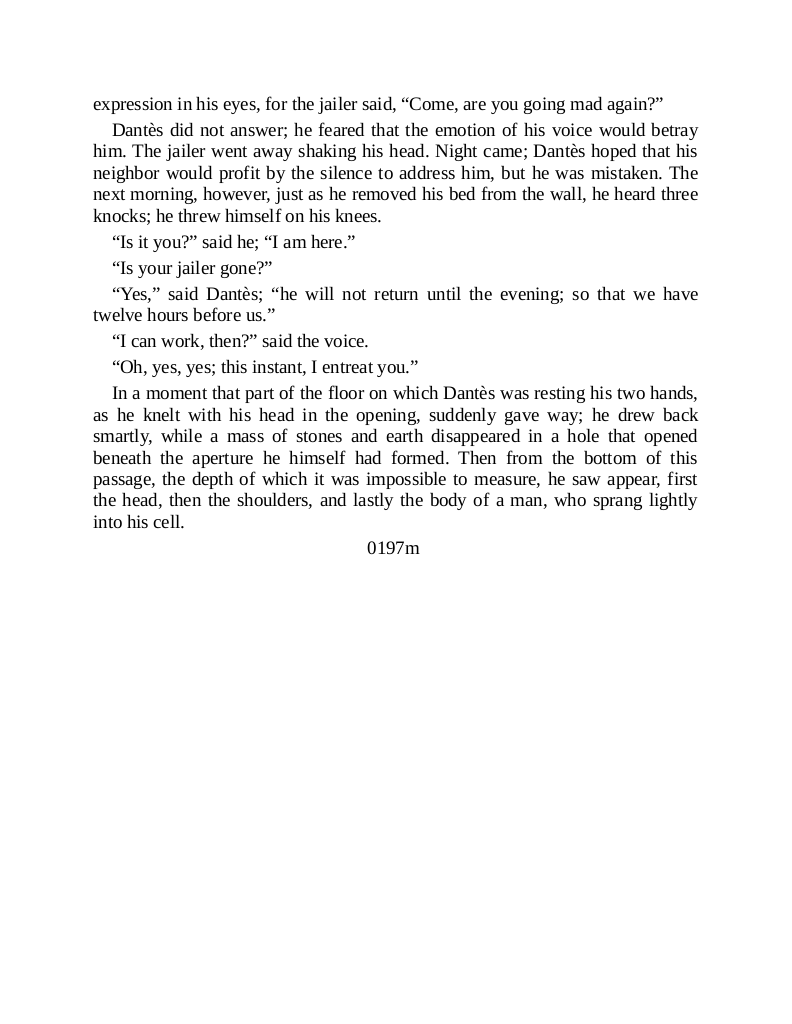 expression in his eyes, for the jailer said, “Come, are you going mad again?”
Dantès did not answer; he feared that the emotion of his voice would betray
him. The jailer went away shaking his head. Night came; Dantès hoped that his
neighbor would profit by the silence to address him, but he was mistaken. The
next morning, however, just as he removed his bed from the wall, he heard three
knocks; he threw himself on his knees.
“Is it you?” said he; “I am here.”
“Is your jailer gone?”
“Yes,” said Dantès; “he will not return until the evening; so that we have
twelve hours before us.”
“I can work, then?” said the voice.
“Oh, yes, yes; this instant, I entreat you.”
In a moment that part of the floor on which Dantès was resting his two hands,
as he knelt with his head in the opening, suddenly gave way; he drew back
smartly, while a mass of stones and earth disappeared in a hole that opened
beneath the aperture he himself had formed. Then from the bottom of this
passage, the depth of which it was impossible to measure, he saw appear, first
the head, then the shoulders, and lastly the body of a man, who sprang lightly
into his cell.
0197m